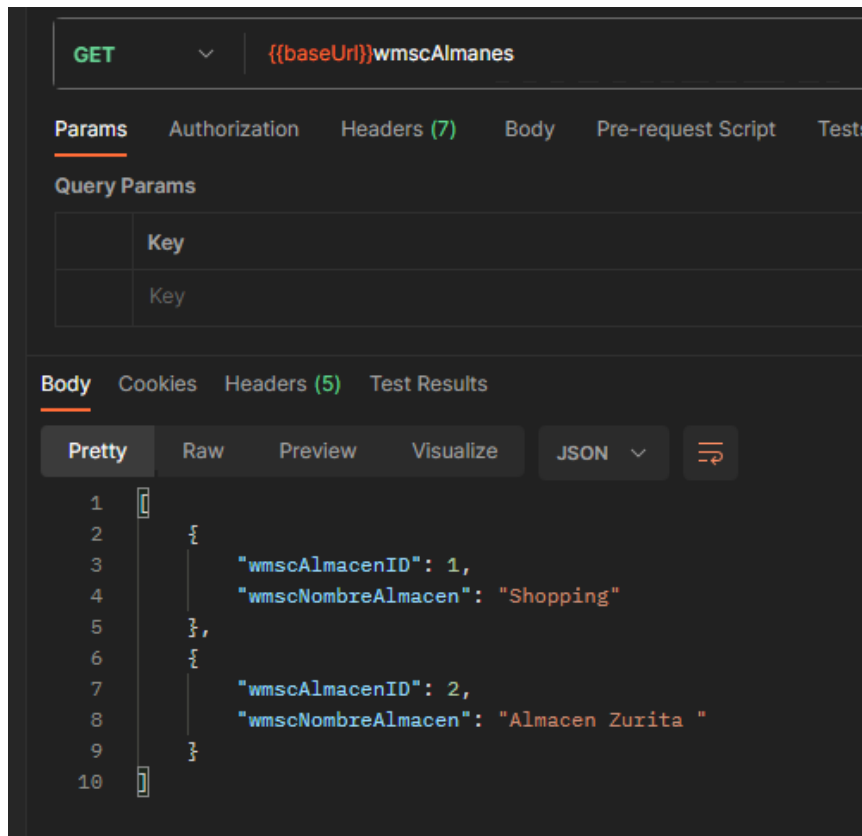 GET {{baseUrl}}wmscAlmanes
Params Authorization Headers (7) Body Pre-request Script Tests
Query Params
Key
Key
Body Cookies Headers (5) Test Results
Pretty Raw Preview Visualize JSON
1 [
2 {
3 "wmscAlmacenID": 1,
4 "wmscNombreAlmacen": "Shopping"
5 },
6 {
7 "wmscAlmacenID": 2,
8 "wmscNombreAlmacen": "Almacen Zurita "
9 }
10 ]